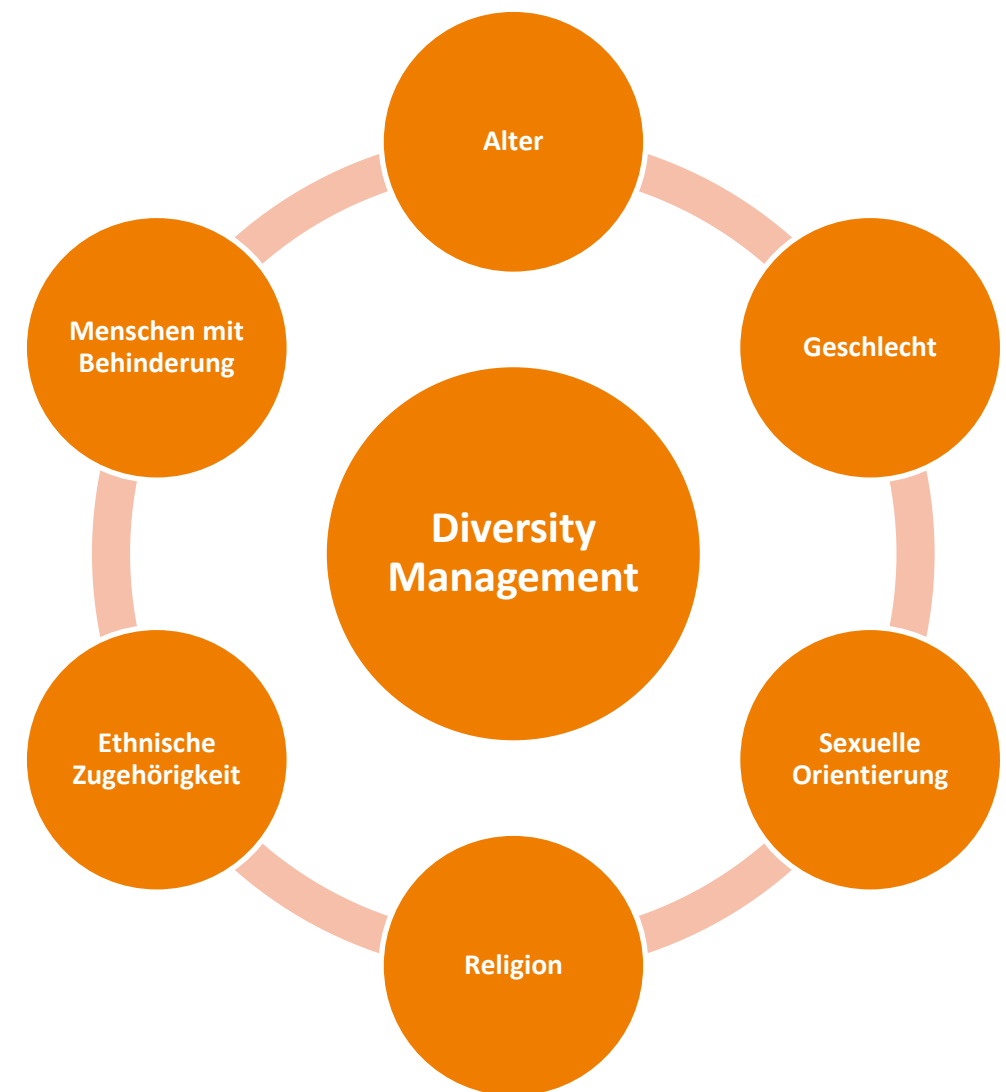 Alter
Geschlecht
Sexuelle
Orientierung
Religion
Ethnische
Zugehörigkeit
Menschen mit
Behinderung
Diversity
Management